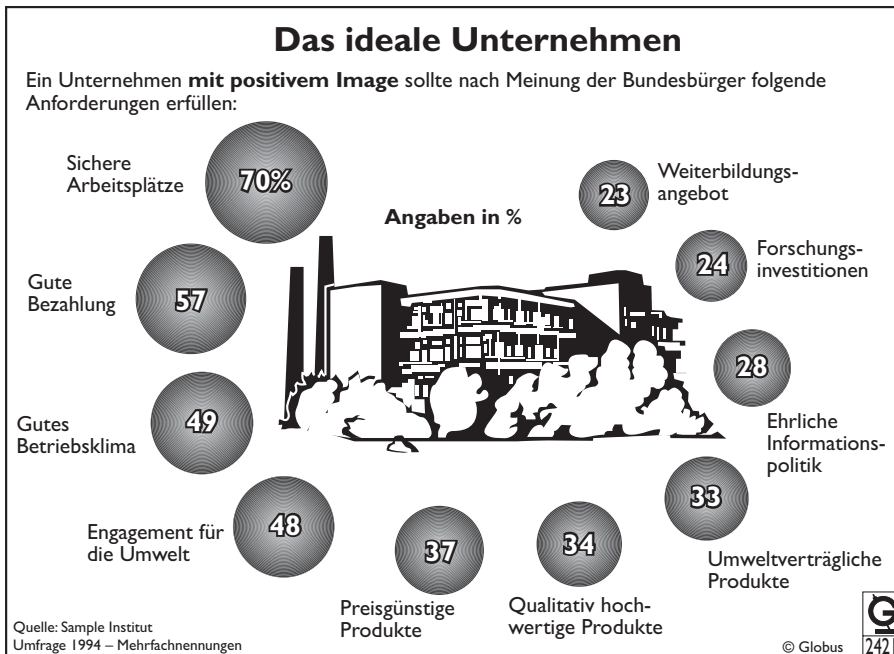 Das ideale Unternehmen
Ein Unternehmen mit positivem Image sollte nach Meinung der Bundesbürger folgende
Anforderungen erfüllen:
Sichere
Arbeitsplätze
70%
Angaben in %
23
Weiterbildungs-
angebot
Gute
Bezahlung
57
24
Forschungs-
investitionen
Gutes
Betriebsklima
49
28
Ehrliche
Informations-
politik
Engagement für
die Umwelt
48
37
Preisgünstige
Produkte
34
Qualitativ hoch-
wertige Produkte
33
Umweltverträgliche
Produkte
Quelle: Sample Institut
Umfrage 1994 – Mehrfachnennungen
© Globus
G
242